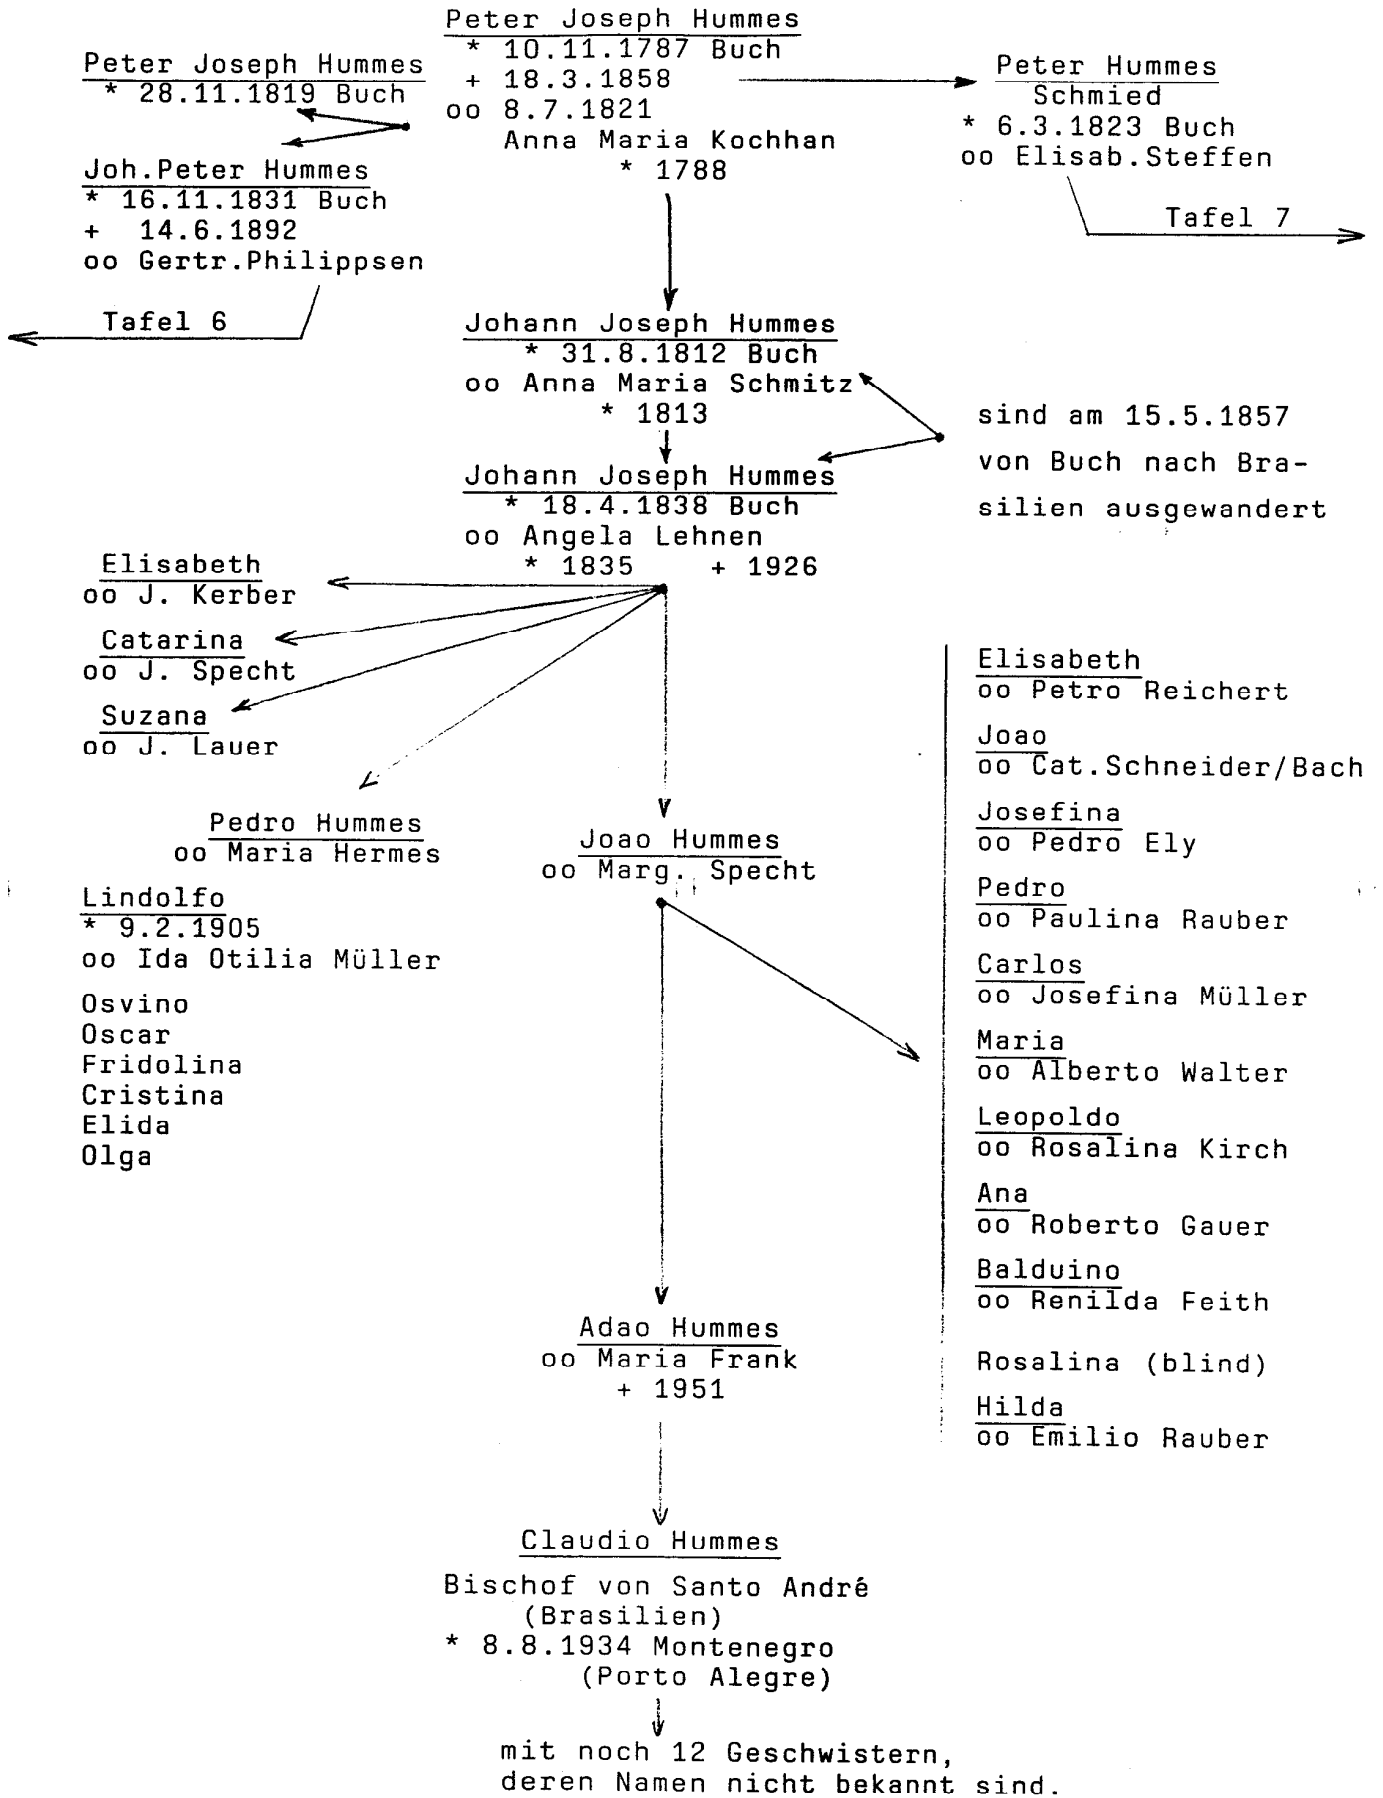 Peter Joseph Hummes
* 10.11.1787 Buch
+ 18.3.1858
oo 8.7.1821
Anna Maria Kochhan
* 1788
Peter Joseph Hummes
* 28.11.1819 Buch
Joh.Peter Hummes
* 16.11.1831 Buch
+ 14.6.1892
oo Gertr.Philippsen
Tafel 6
Peter Hummes
Schmied
* 6.3.1823 Buch
oo Elisab.Steffen
Tafel 7
Johann Joseph Hummes
* 31.8.1812 Buch
oo Anna Maria Schmitz
* 1813
Johann Joseph Hummes
* 18.4.1838 Buch
oo Angela Lehnen
* 1835 + 1926
sind am 15.5.1857
von Buch nach Bra-
silien ausgewandert
Elisabeth
oo J. Kerber
Catarina
oo J. Specht
Suzana
oo J. Lauer
Pedro Hummes
oo Maria Hermes
Lindolfo
* 9.2.1905
oo Ida Otilia Müller
Osvino
Oscar
Fridolina
Cristina
Elida
Olga
Joao Hummes
oo Marg. Specht
Elisabeth
oo Petro Reichert
Joao
oo Cat.Schneider/Bach
Josefina
oo Pedro Ely
Pedro
oo Paulina Rauber
Carlos
oo Josefina Müller
Maria
oo Alberto Walter
Leopoldo
oo Rosalina Kirch
Ana
oo Roberto Gauer
Balduino
oo Renilda Feith
Rosalina (blind)
Hilda
oo Emilio Rauber
Adao Hummes
oo Maria Frank
+ 1951
Claudio Hummes
Bischof von Santo André
(Brasilien)
* 8.8.1934 Montenegro
(Porto Alegre)
mit noch 12 Geschwistern,
deren Namen nicht bekannt sind.